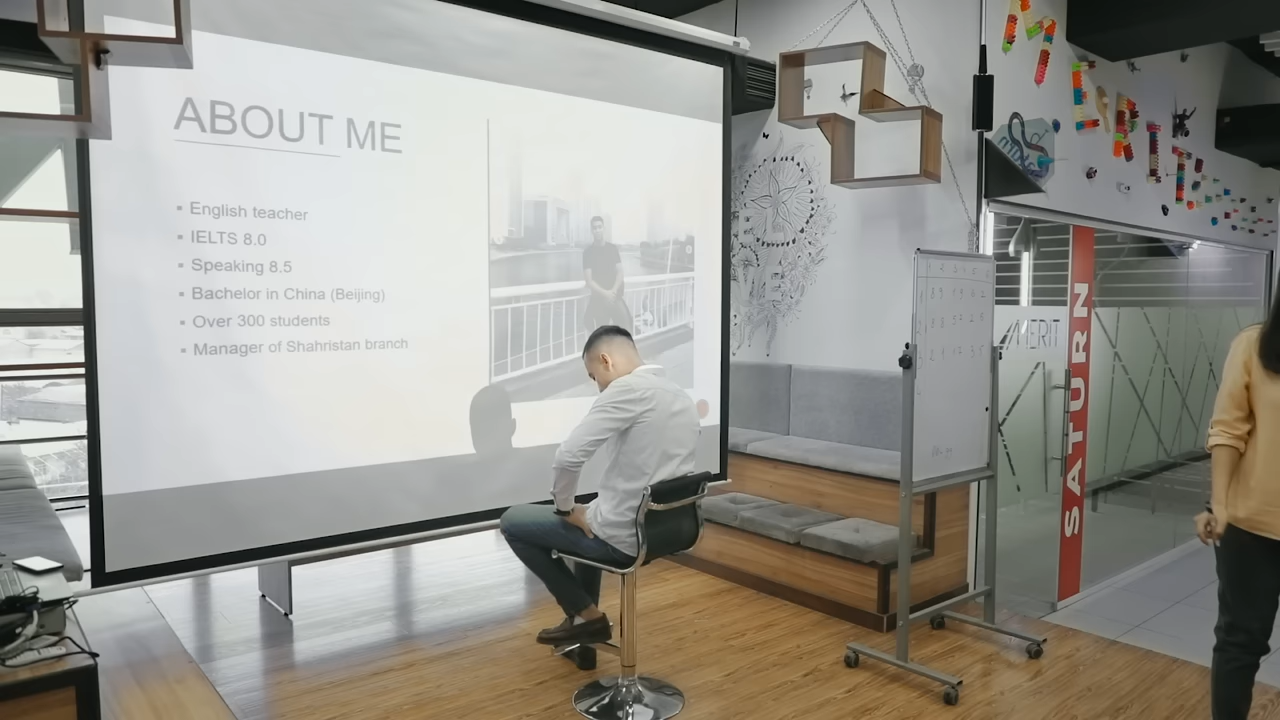 ABOUT ME
▪ English teacher
▪ IELTS 8.0
▪ Speaking 8.5
▪ Bachelor in China (Beijing)
▪ Over 300 students
▪ Manager of Shahristan branch
MERIT
SATURN